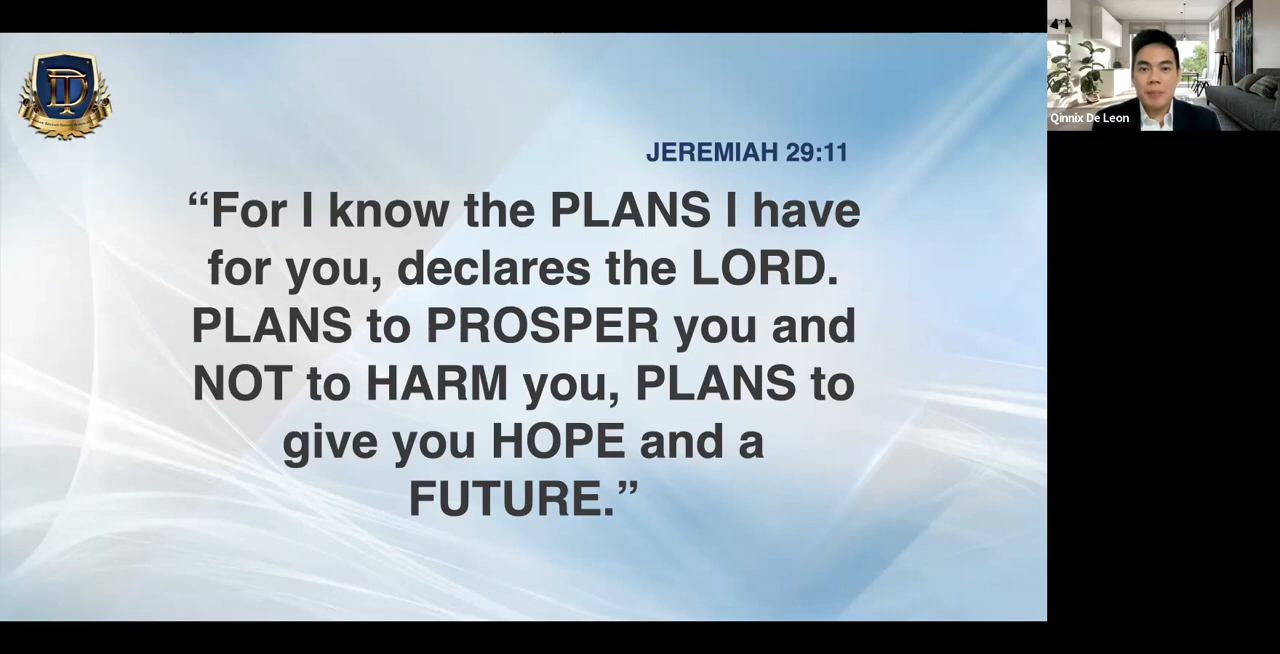 JEREMIAH 29:11
“For I know the PLANS I have
for you, declares the LORD.
PLANS to PROSPER you and
NOT to HARM you, PLANS to
give you HOPE and a
FUTURE.”
Qinnix De Leon